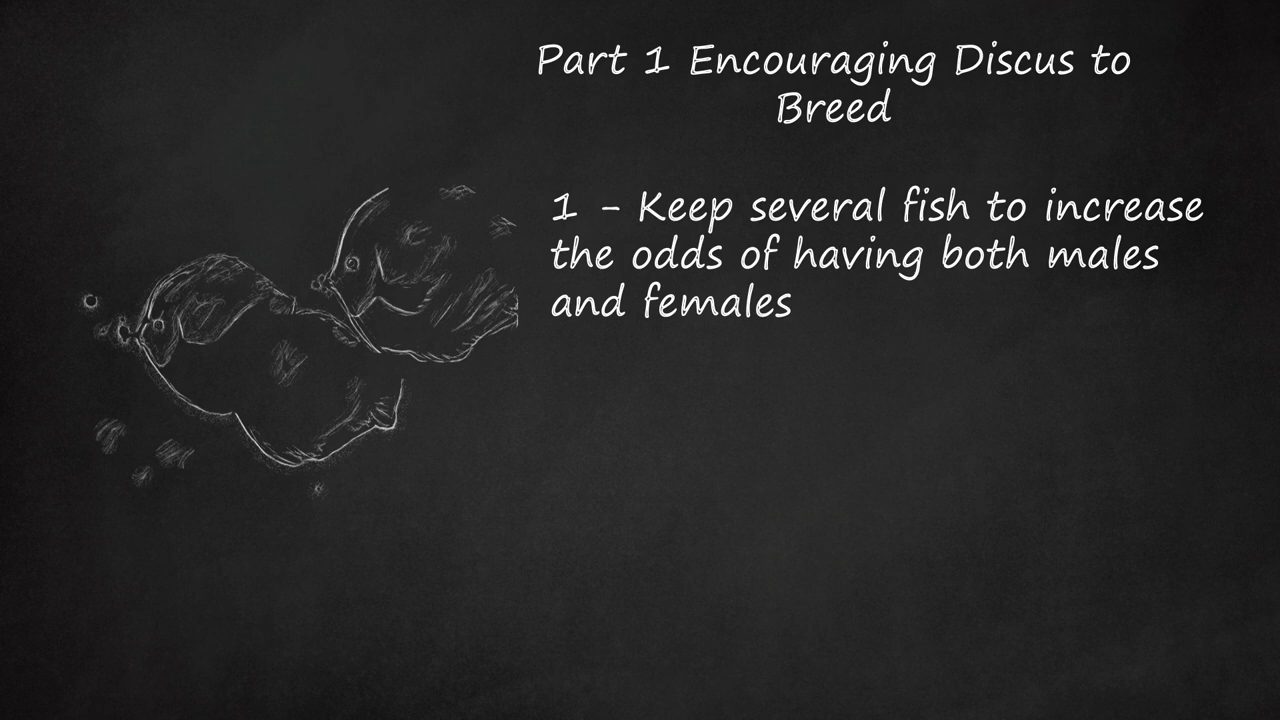 Part 1 Encouraging Discus to
Breed
1 - Keep several fish to increase
the odds of having both males
and females